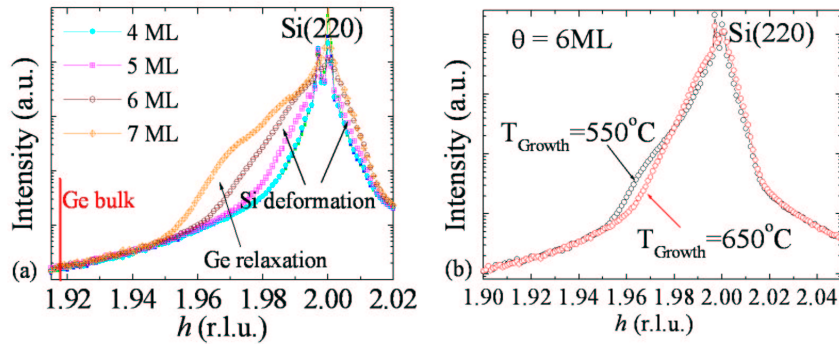 4 ML
5 ML
6 ML
7 ML
Si(220)
Ge bulk
Si deformation
Ge relaxation
(a)
Intensity (a.u.)
1.92 1.94 1.96 1.98 2.00 2.02
h (r.l.u.)
θ = 6ML
Si(220)
T_Growth=550°C
T_Growth=650°C
(b)
Intensity (a.u.)
1.90 1.92 1.94 1.96 1.98 2.00 2.02 2.04
h (r.l.u.)